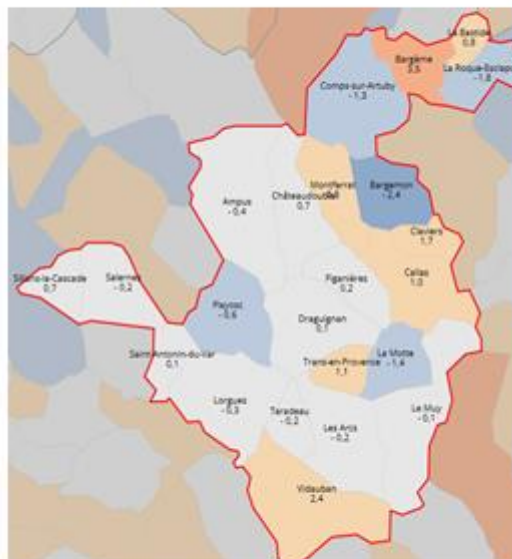 La Bastide
0,8
Bargème
3,5
La Roque-Esclapon
- 1,8
Comps-sur-Artuby
- 1,3
Montferrat
Bargemon
- 2,4
Châteaudouble
0,7
Ampus
- 0,4
Claviers
1,7
Callas
1,0
Sillans-la-Cascade
0,7
Salernes
- 0,2
Figanières
0,2
Flayosc
- 0,6
Draguignan
0,1
Saint-Antonin-du-Var
0,1
Trans-en-Provence
1,1
La Motte
- 1,4
Lorgues
- 0,3
Taradeau
- 0,2
Les Arcs
- 0,2
Le Muy
- 0,1
Vidauban
2,4